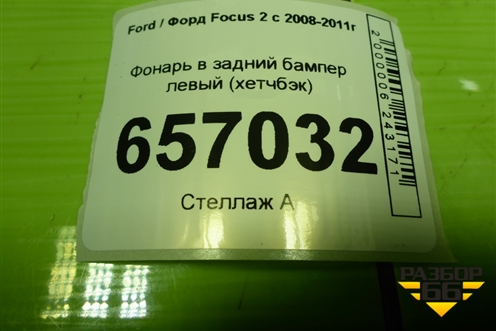 Ford / Форд Focus 2 с 2008-2011г
Фонарь в задний бампер
левый (хетчбэк)
657032
Стеллаж А
2000006243171
РАЗБОР
66